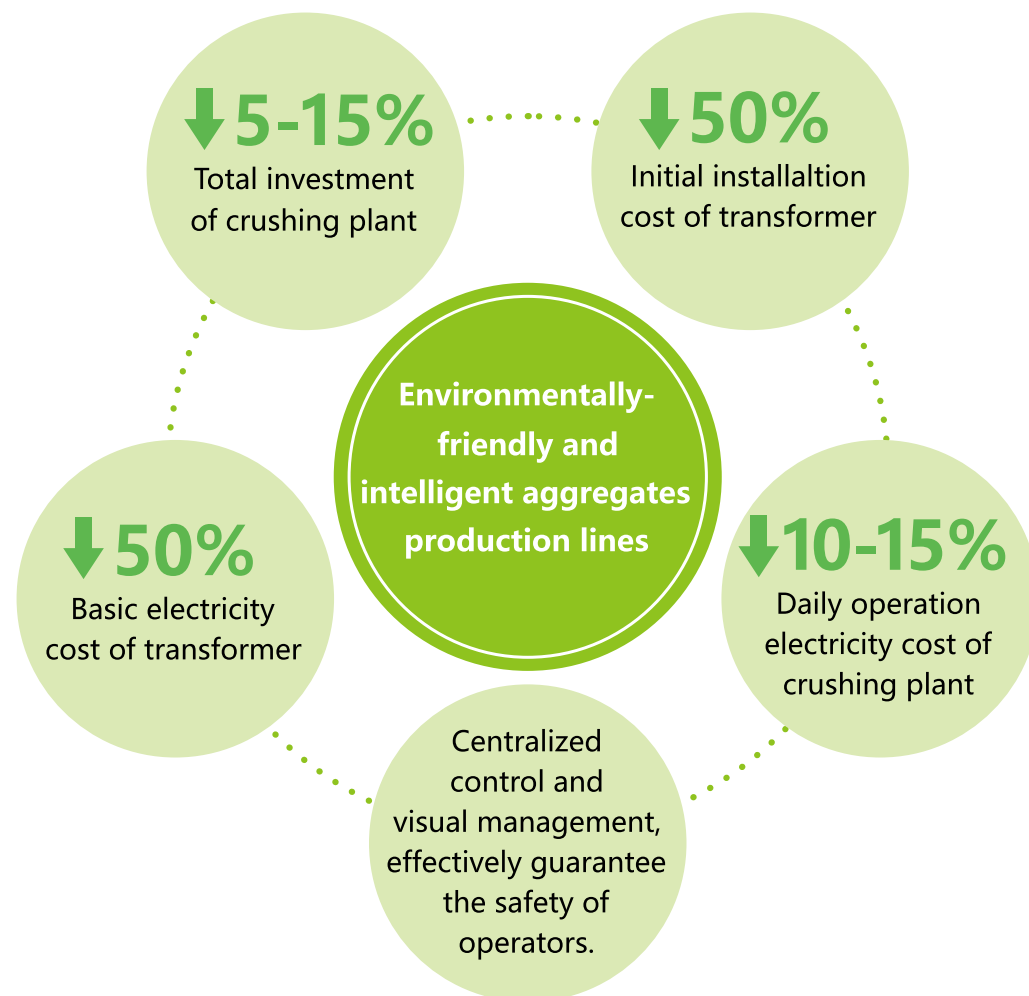 ↓5-15%
Total investment
of crushing plant
↓50%
Initial installaltion
cost of transformer
Environmentally-
friendly and
intelligent aggregates
production lines
↓50%
Basic electricity
cost of transformer
↓10-15%
Daily operation
electricity cost of
crushing plant
Centralized
control and
visual management,
effectively guarantee
the safety of
operators.